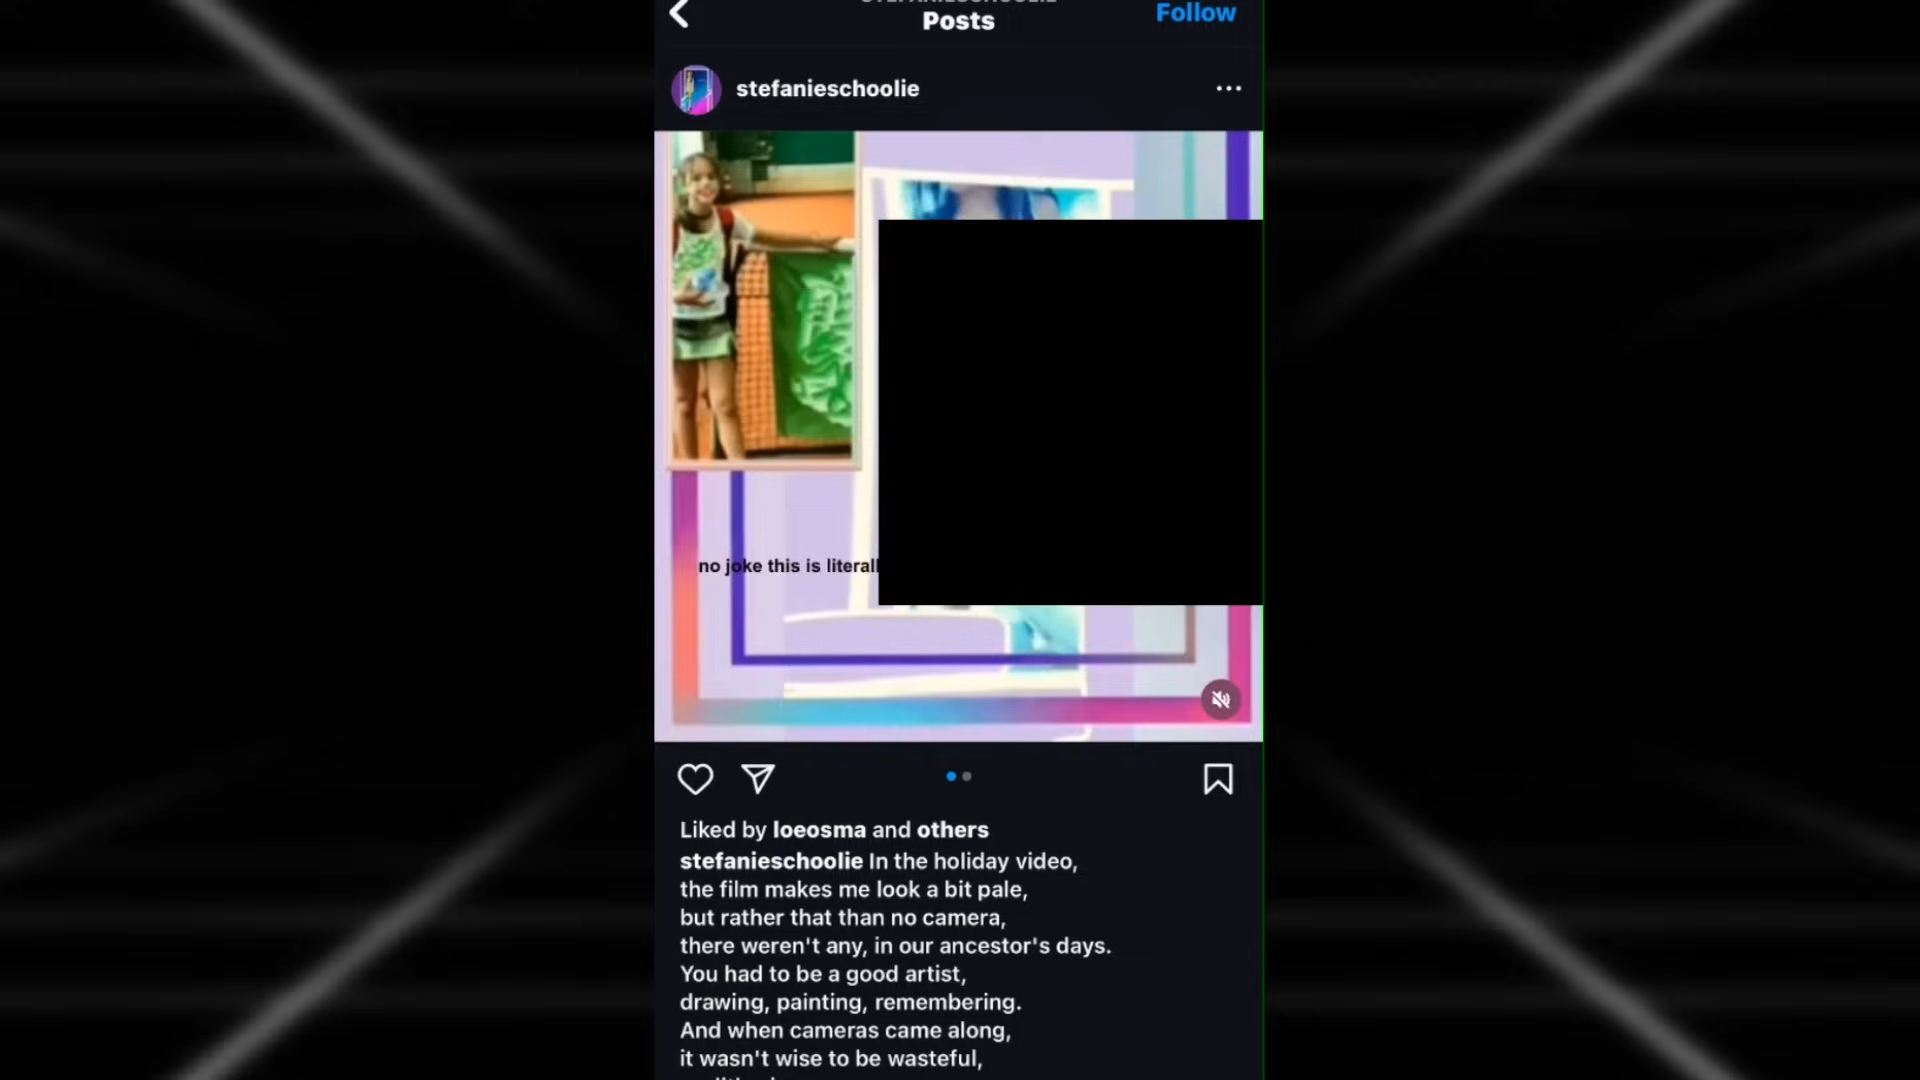 Posts
Follow
stefanieschoolie
no joke this is literall
Liked by loeosma and others
stefanieschoolie In the holiday video,
the film makes me look a bit pale,
but rather that than no camera,
there weren't any, in our ancestor's days.
You had to be a good artist,
drawing, painting, remembering.
And when cameras came along,
it wasn't wise to be wasteful,